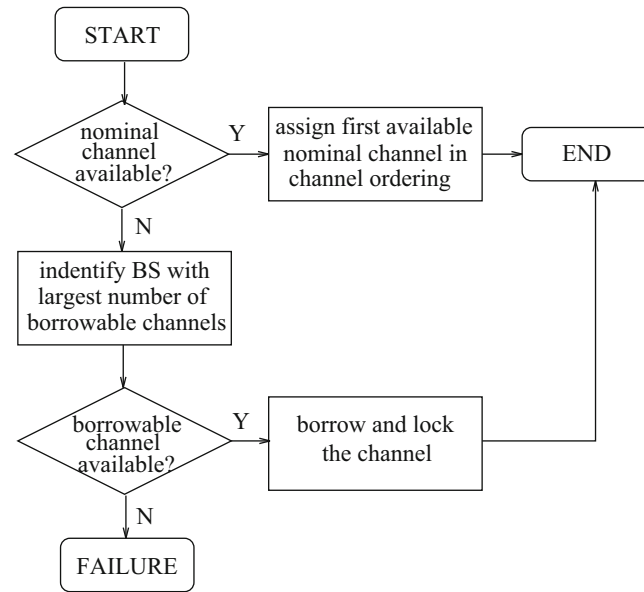 START
nominal
channel
available?
Y
assign first available
nominal channel in
channel ordering
END
N
indentify BS with
largest number of
borrowable channels
borrowable
channel
available?
Y
borrow and lock
the channel
N
FAILURE